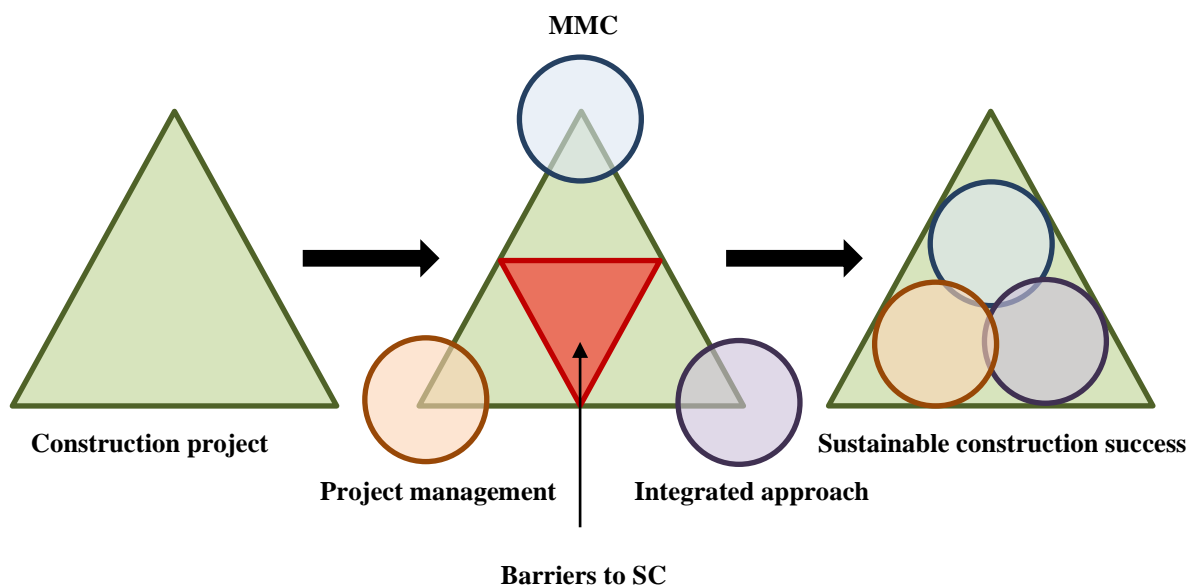 MMC
Construction project
Sustainable construction success
Project management
Integrated approach
Barriers to SC